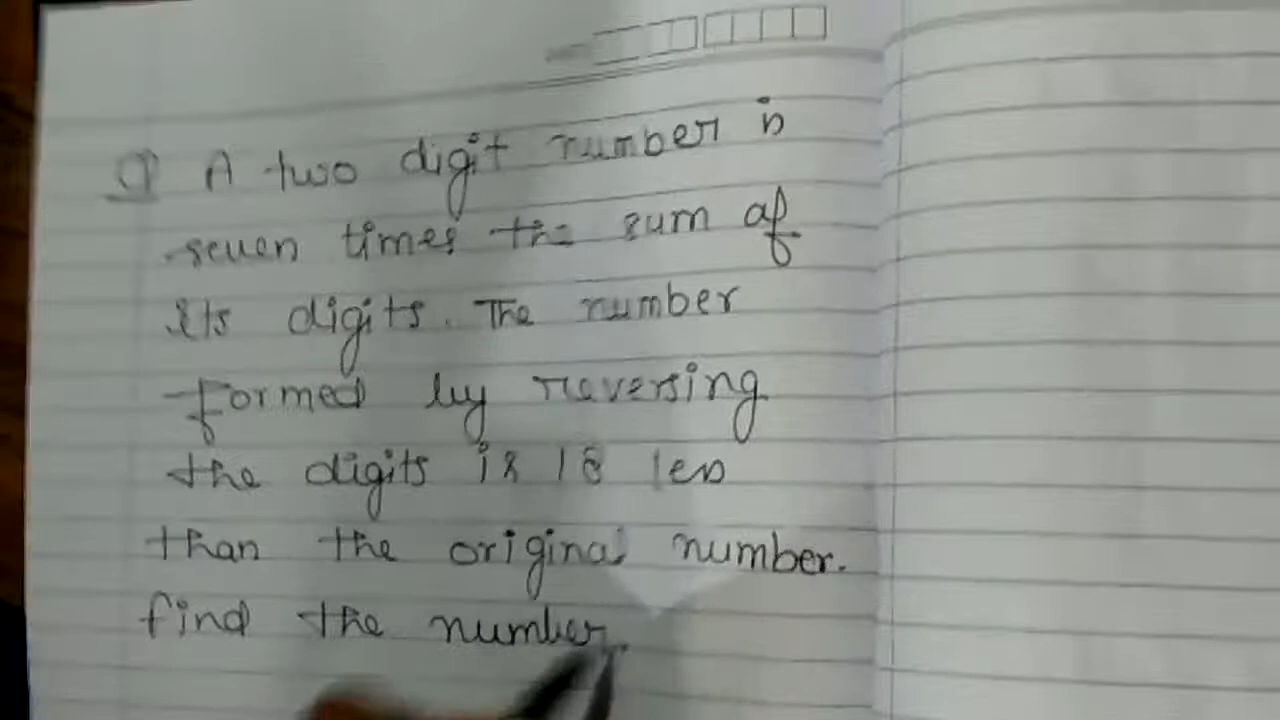 Q A two digit number is
seven times the sum of
its digits. The number
formed by reversing
the digits is 18 less
than the original number.
find the number.